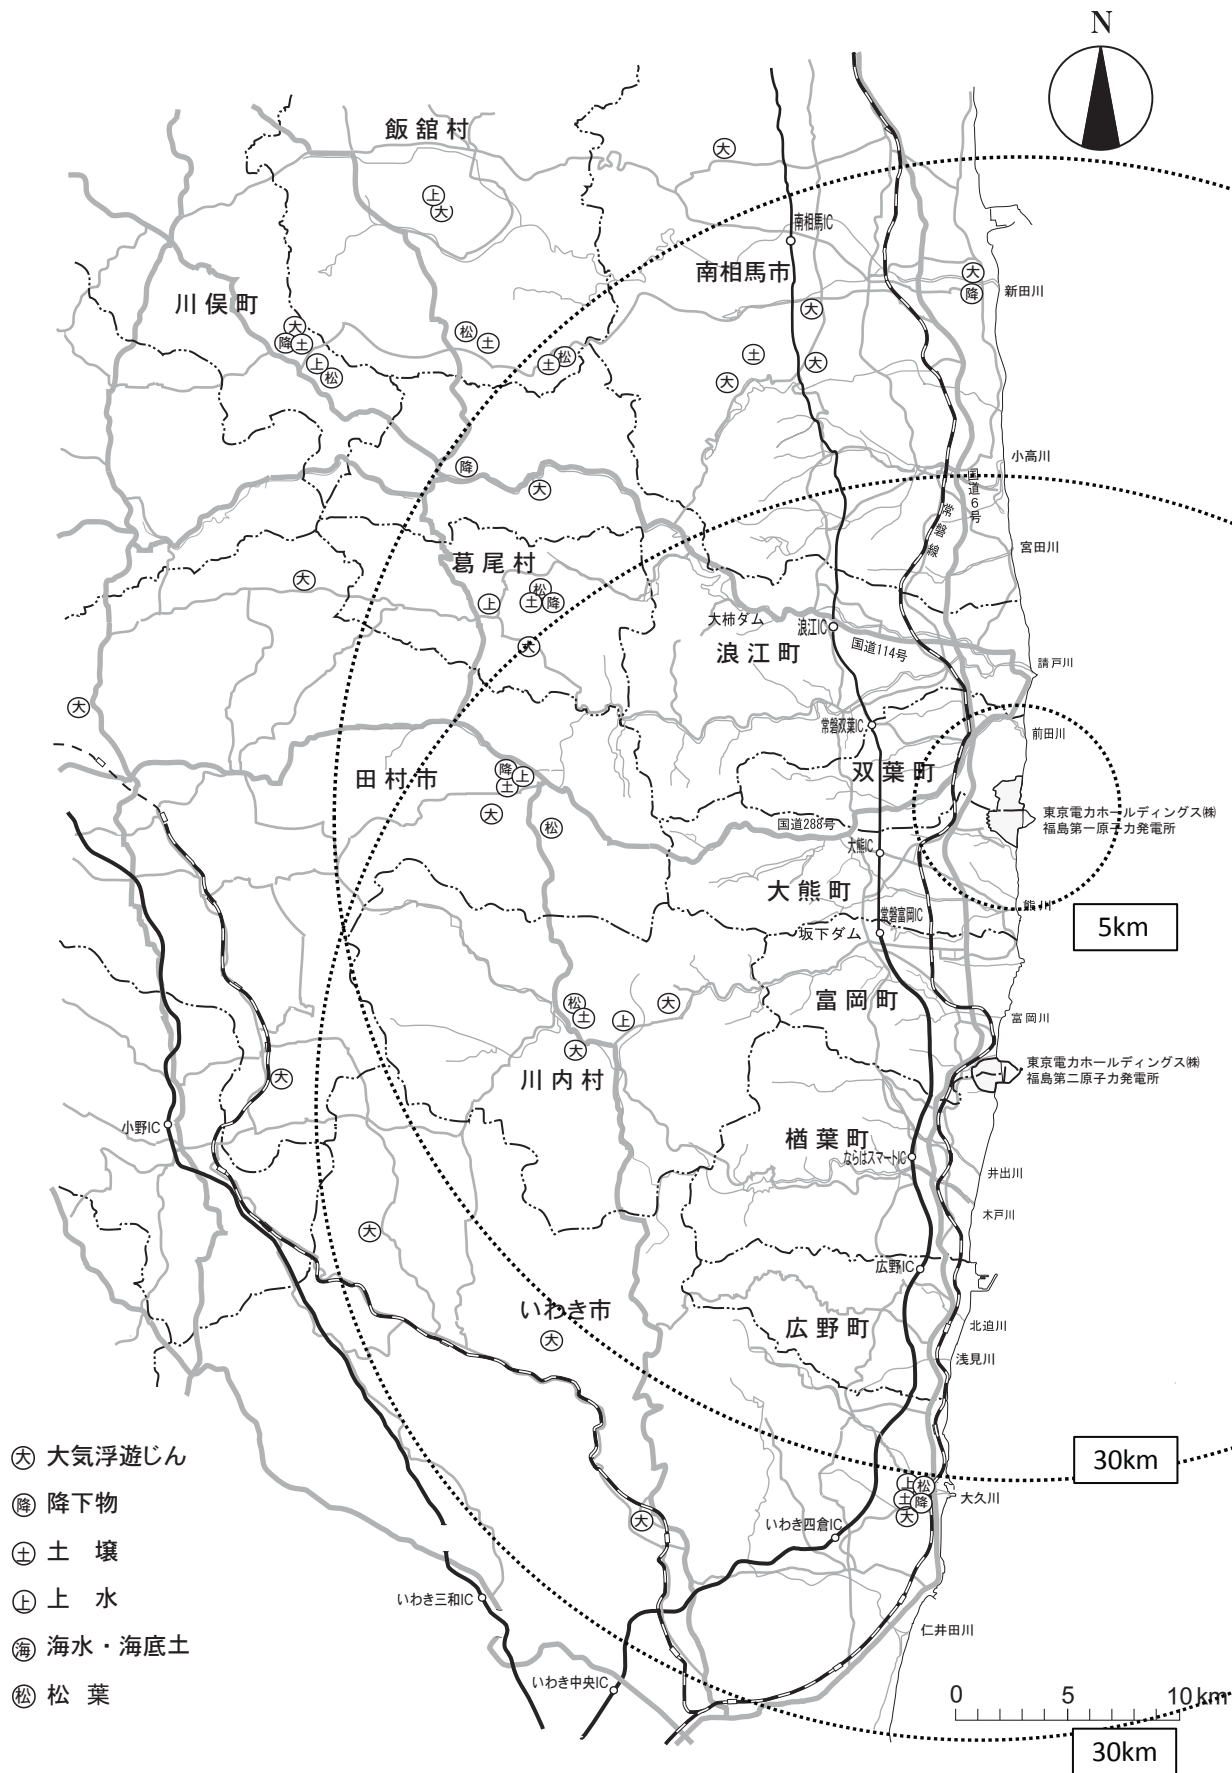 N
飯舘村
大
上
大
南相馬IC
南相馬市
大
降
新田川
川俣町
大
降
土
上
松
松
土
松
土
大
土
大
大
小高川
国道6号
常磐線
降
大
宮田川
葛尾村
大
松
上
土
降
大柿ダム
浪江IC
国道114号
浪江町
請戸川
大
大
常磐双葉IC
前田川
双葉町
田村市
降
上
土
大
松
国道288号
東京電力ホールディングス㈱
福島第一原子力発電所
大熊IC
大熊町
熊川
常磐富岡IC
坂下ダム
5km
富岡町
松
土
上
大
大
富岡川
川内村
東京電力ホールディングス㈱
福島第二原子力発電所
大
小野IC
楢葉町
ならはスマートIC
井出川
木戸川
大
広野IC
いわき市
大
広野町
北迫川
浅見川
30km
上
松
土
降
大
大久川
大
いわき四倉IC
いわき三和IC
仁井田川
いわき中央IC
大 大気浮遊じん
降 降下物
土 土 壌
上 上 水
海 海水・海底土
松 松 葉
0 5 10 km
30km